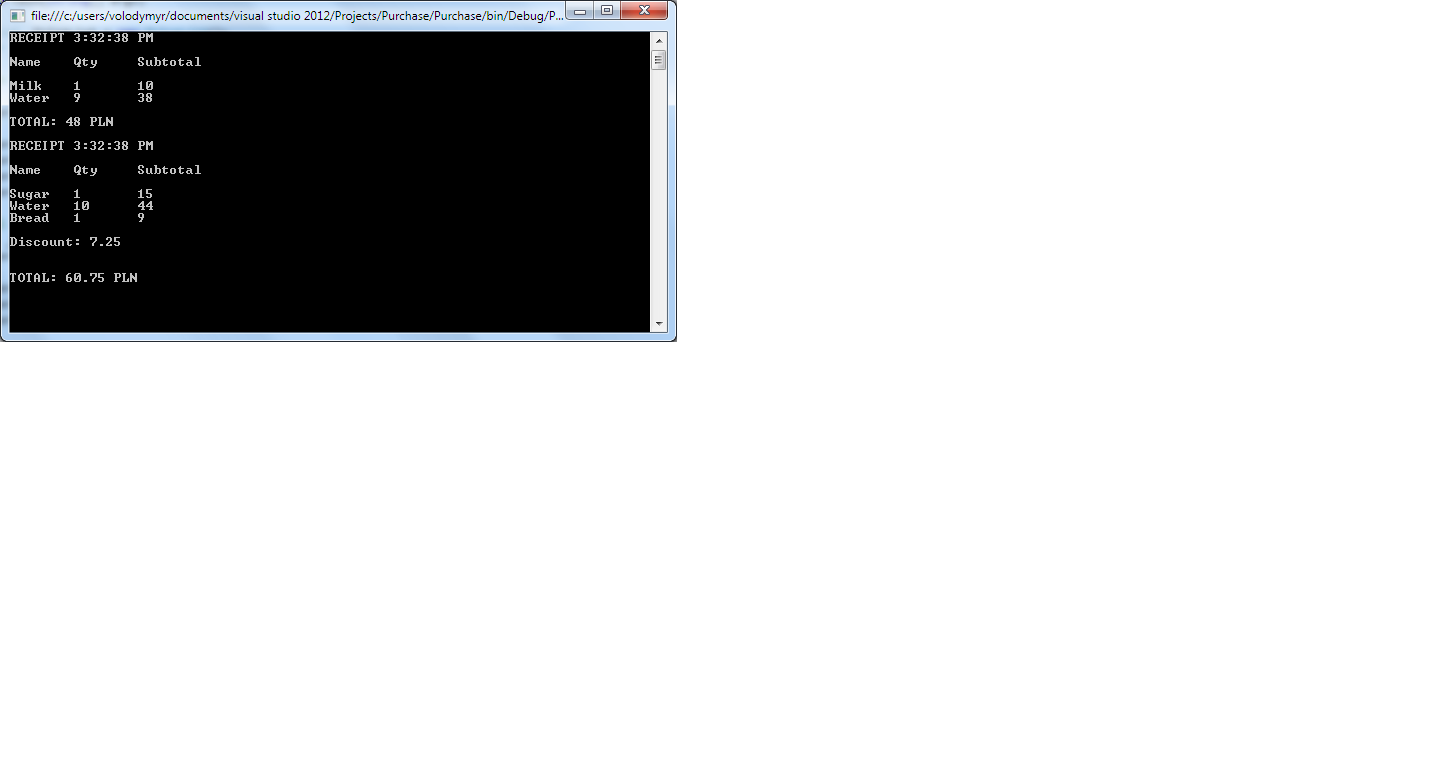 file:///c:/users/volodymyr/documents/visual studio 2012/Projects/Purchase/Purchase/bin/Debug/P...
RECEIPT 3:32:38 PM
Name Qty Subtotal
Milk 1 10
Water 9 38
TOTAL: 48 PLN
RECEIPT 3:32:38 PM
Name Qty Subtotal
Sugar 1 15
Water 10 44
Bread 1 9
Discount: 7.25
TOTAL: 60.75 PLN